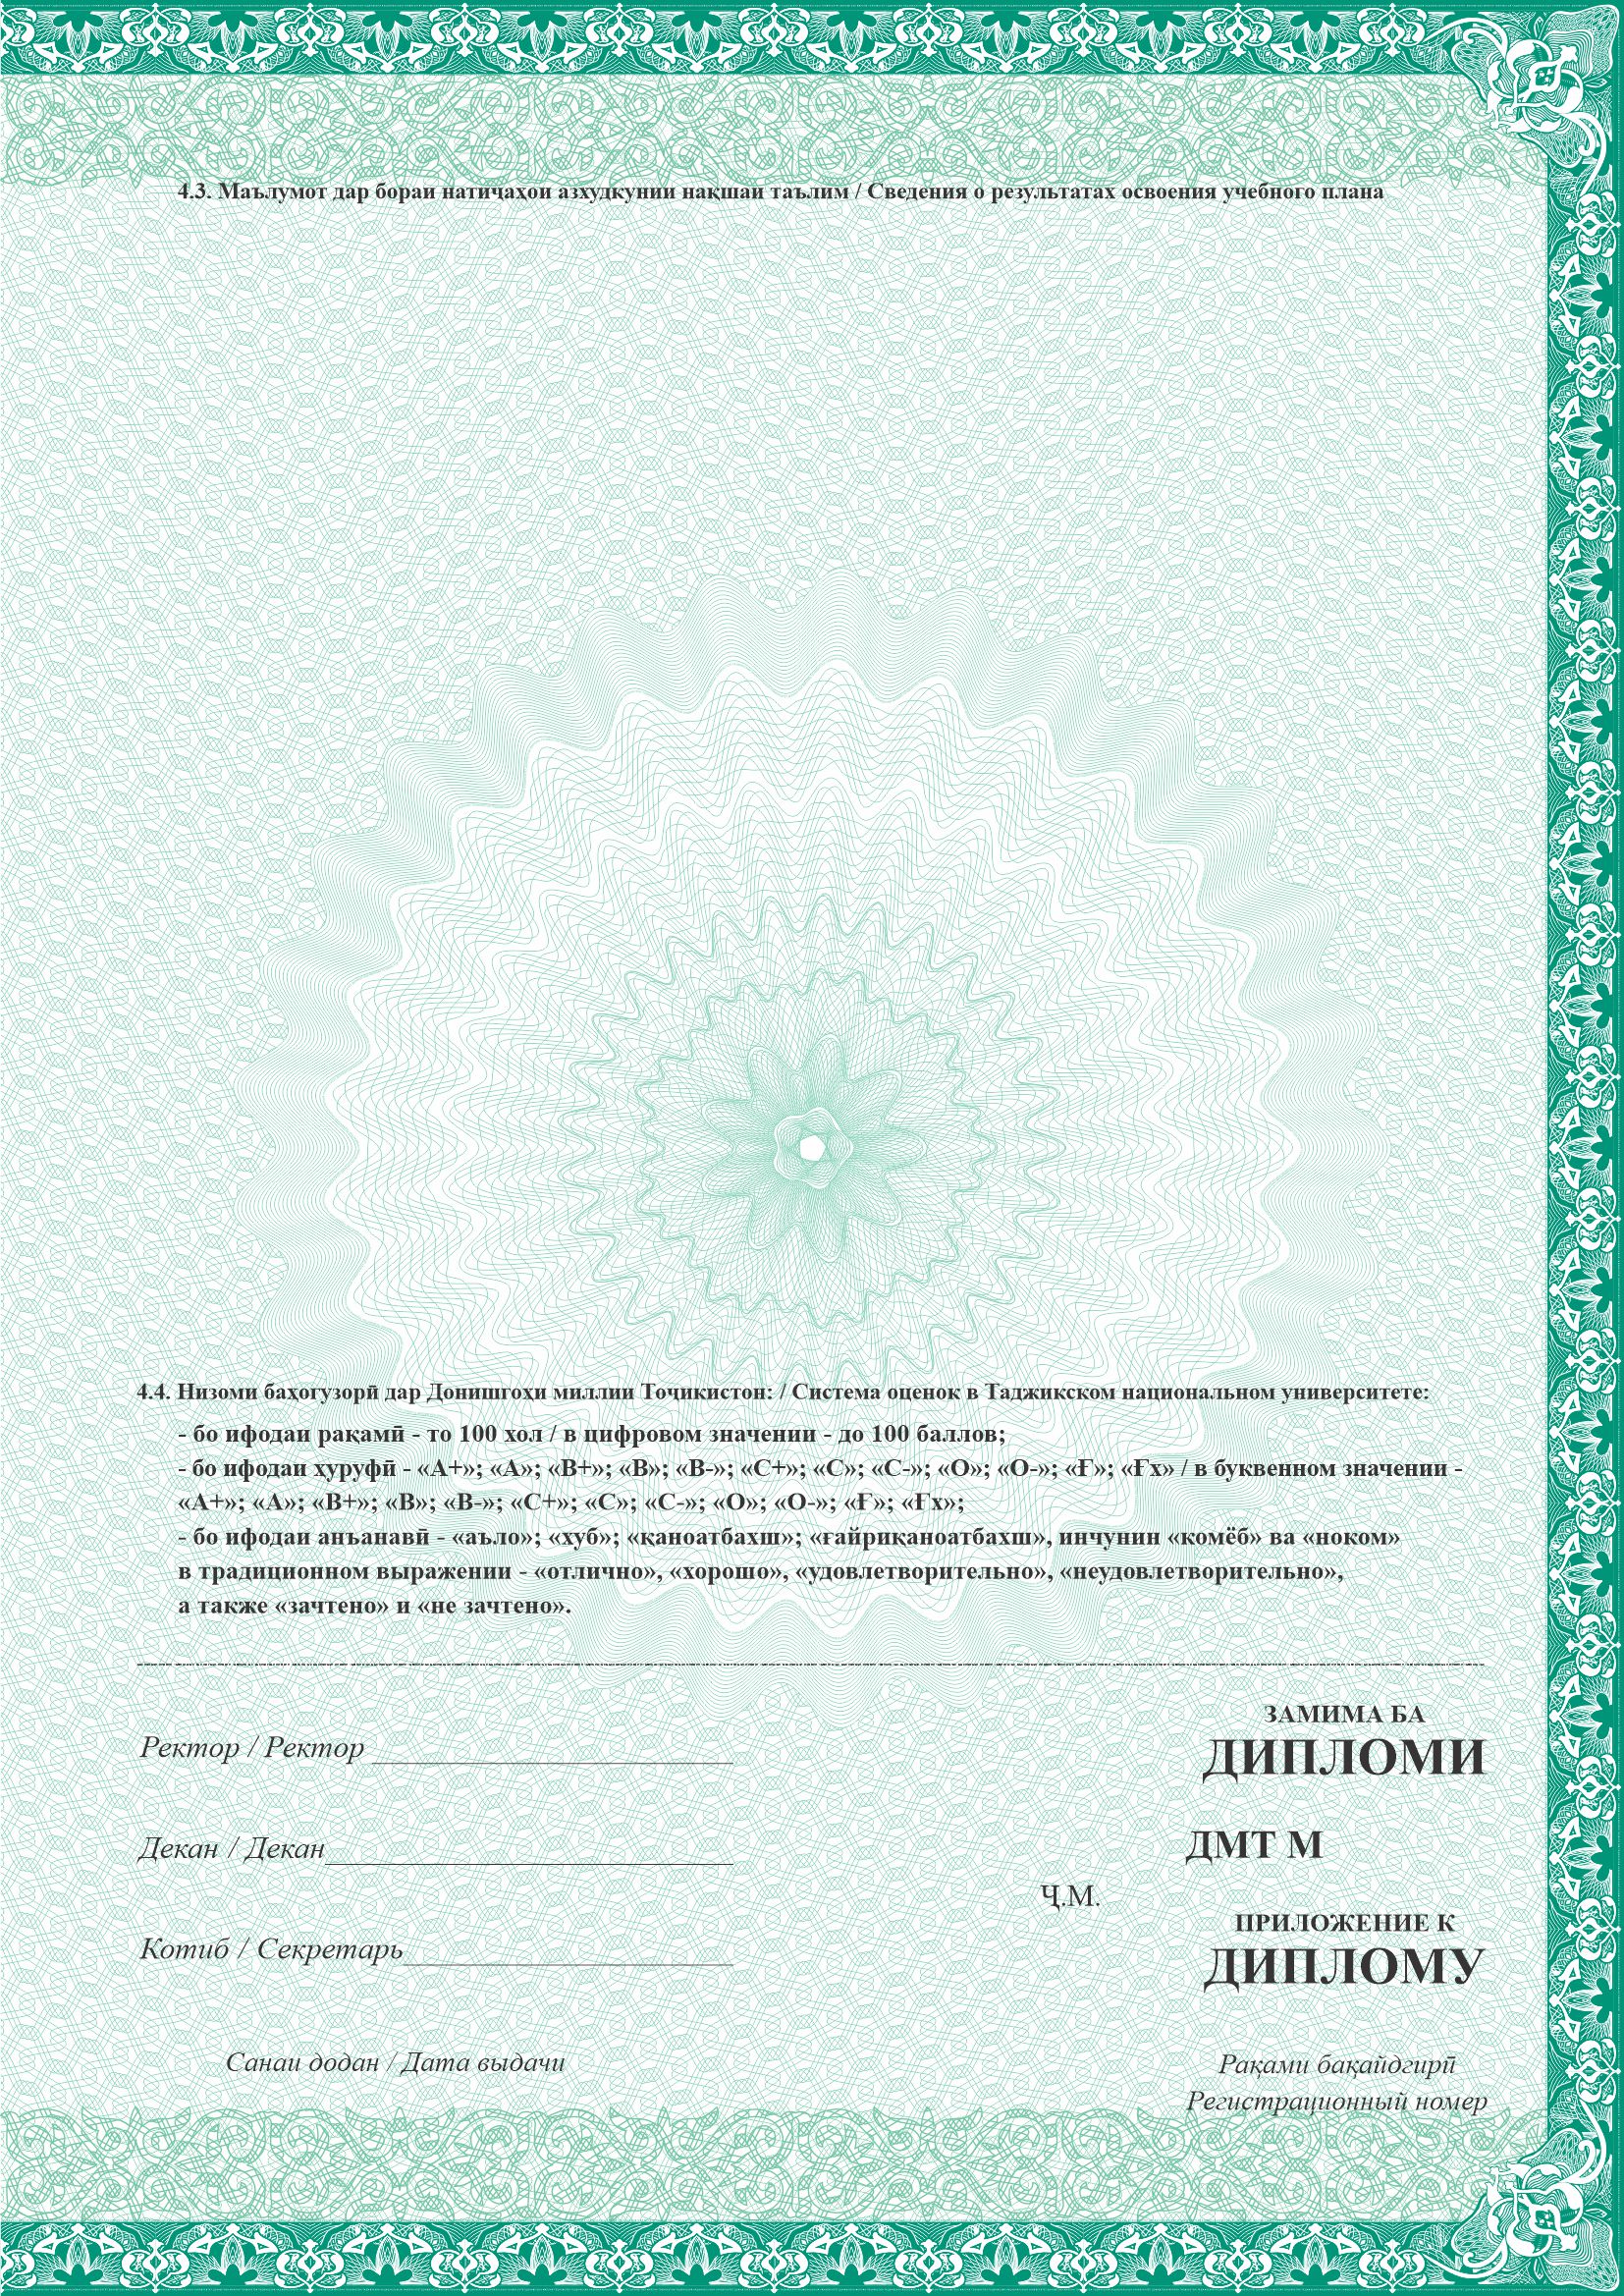 4.3. Маълумот дар бораи натиҷаҳои азхудкунии нақшаи таълим / Сведения о результатах освоения учебного плана
4.4. Низоми баҳогузорӣ дар Донишгоҳи миллии Тоҷикистон: / Система оценок в Таджикском национальном университете:
- бо ифодаи рақамӣ - то 100 хол / в цифровом значении - до 100 баллов;
- бо ифодаи ҳуруфӣ - «А+»; «А»; «В+»; «В»; «В-»; «С+»; «С»; «С-»; «О»; «О-»; «Ғ»; «Ғх» / в буквенном значении -
«А+»; «А»; «В+»; «В»; «В-»; «С+»; «С»; «С-»; «О»; «О-»; «Ғ»; «Ғх»;
- бо ифодаи анъанавӣ - «аъло»; «хуб»; «қаноатбахш»; «ғайриқаноатбахш», инчунин «комёб» ва «ноком»
в традиционном выражении - «отлично», «хорошо», «удовлетворительно», «неудовлетворительно»,
а также «зачтено» и «не зачтено».
Ректор / Ректор
Декан / Декан
Котиб / Секретарь
Санаи додан / Дата выдачи
Ҷ.М.
ЗАМИМА БА
ДИПЛОМИ
ДМТ М
ПРИЛОЖЕНИЕ К
ДИПЛОМУ
Рақами бақайдгирӣ
Регистрационный номер